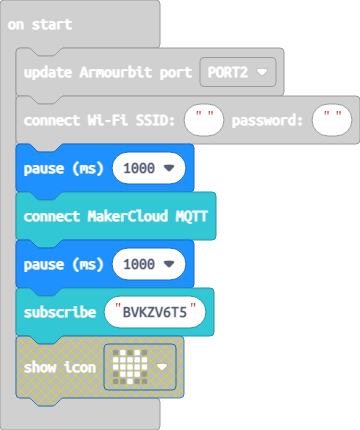 on start
update Armourbit port PORT2
connect Wi-Fi SSID: " " password: " "
pause (ms) 1000
connect MakerCloud MQTT
pause (ms) 1000
subscribe "BVKZV6T5"
show icon